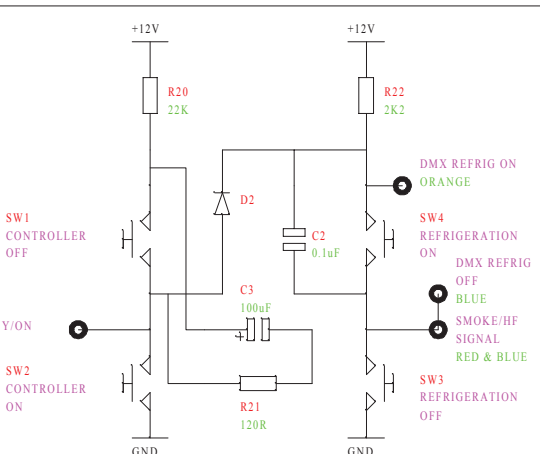 +12V
+12V
R20
22K
R22
2K2
DMX REFRIG ON
ORANGE
D2
SW1
CONTROLLER
OFF
C2
0.1uF
SW4
REFRIGERATION
ON
DMX REFRIG
OFF
BLUE
C3
100uF
+
Y/ON
SMOKE/HF
SIGNAL
RED & BLUE
SW2
CONTROLLER
ON
R21
120R
SW3
REFRIGERATION
OFF
GND
GND